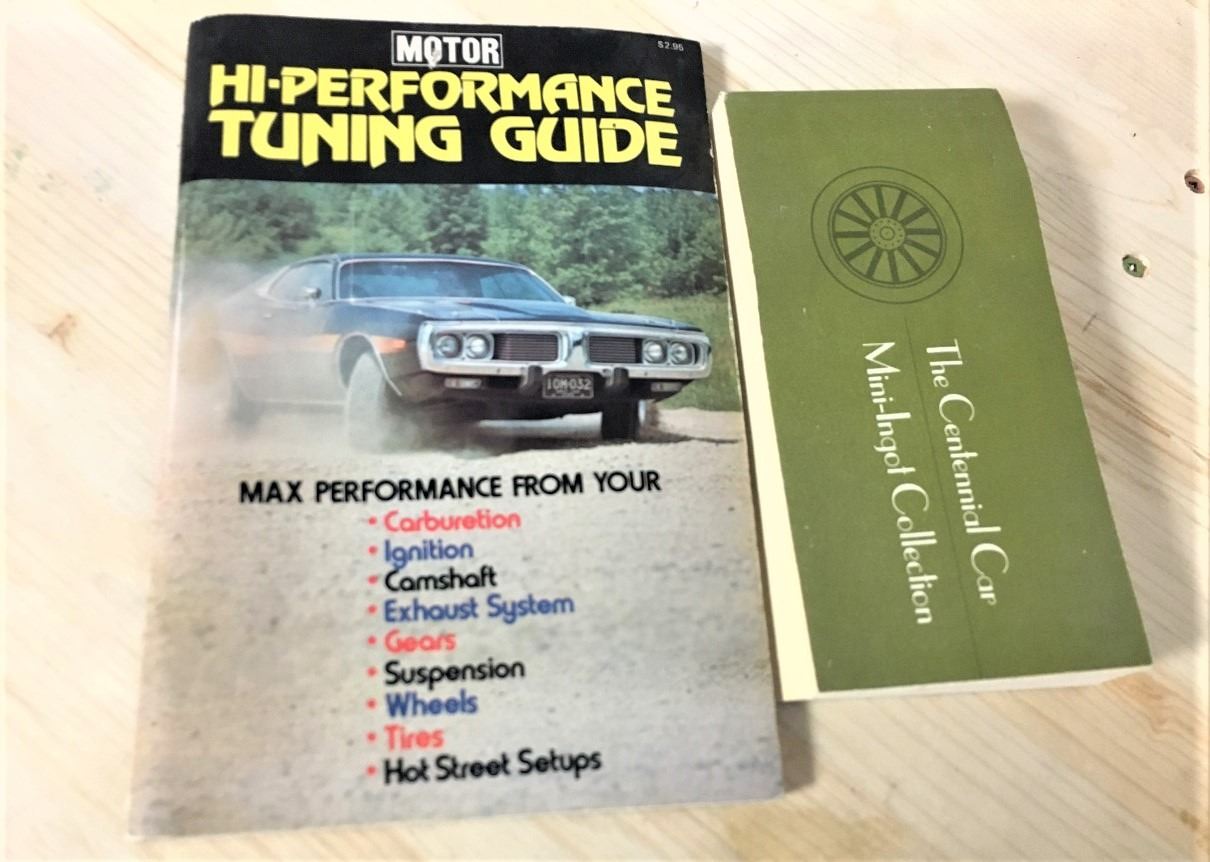 MOTOR
$2.95
HI-PERFORMANCE
TUNING GUIDE
IOM-032
MAX PERFORMANCE FROM YOUR
• Carburetion
• Ignition
• Camshaft
• Exhaust System
• Gears
• Suspension
• Wheels
• Tires
• Hot Street Setups
The Centennial Car
Mini-Ingot Collection